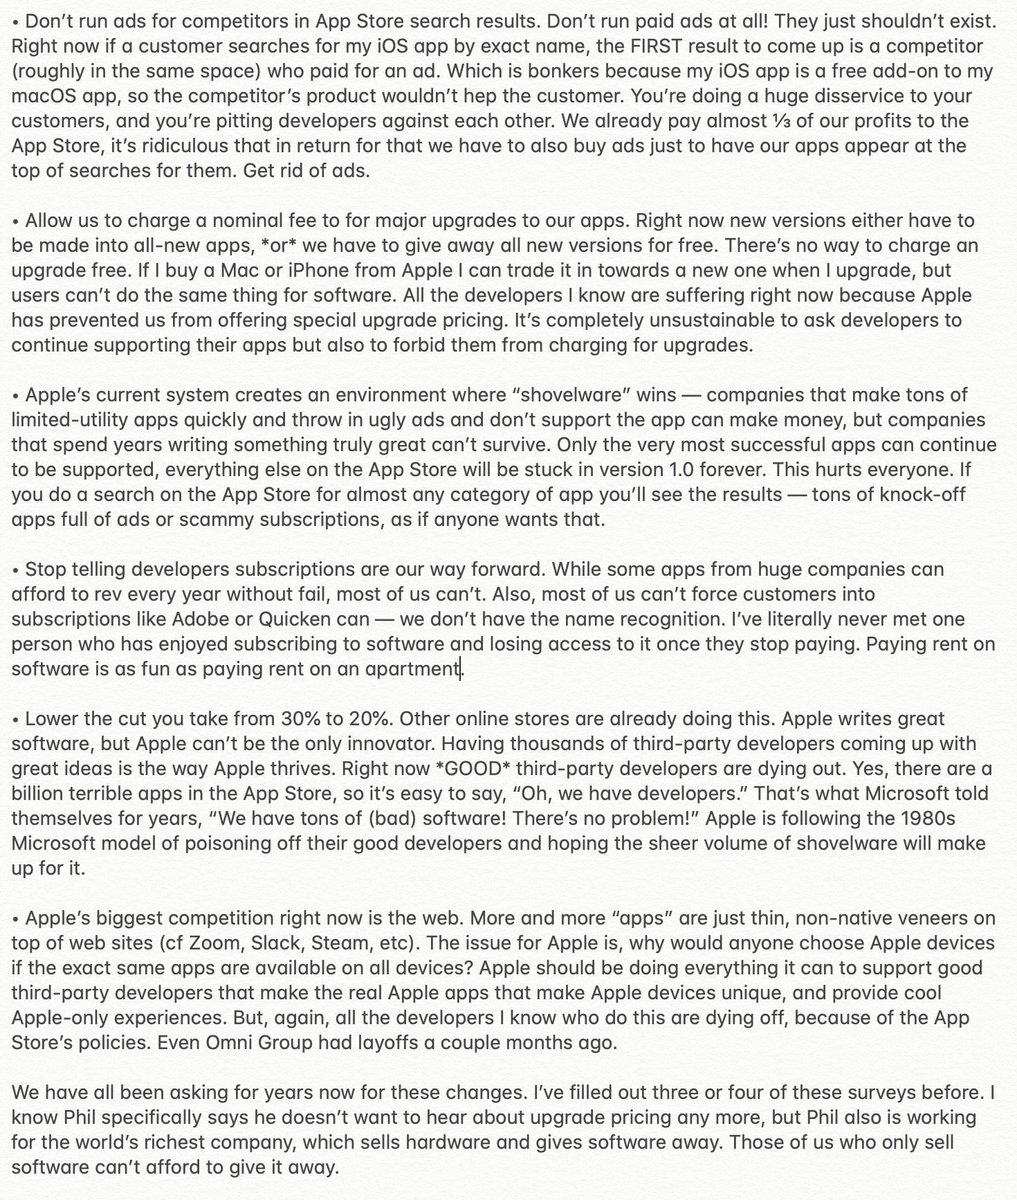 • Don’t run ads for competitors in App Store search results. Don’t run paid ads at all! They just shouldn’t exist.
Right now if a customer searches for my iOS app by exact name, the FIRST result to come up is a competitor
(roughly in the same space) who paid for an ad. Which is bonkers because my iOS app is a free add-on to my
macOS app, so the competitor’s product wouldn’t hep the customer. You’re doing a huge disservice to your
customers, and you’re pitting developers against each other. We already pay almost ⅓ of our profits to the
App Store, it’s ridiculous that in return for that we have to also buy ads just to have our apps appear at the
top of searches for them. Get rid of ads.
• Allow us to charge a nominal fee to for major upgrades to our apps. Right now new versions either have to
be made into all-new apps, *or* we have to give away all new versions for free. There’s no way to charge an
upgrade free. If I buy a Mac or iPhone from Apple I can trade it in towards a new one when I upgrade, but
users can’t do the same thing for software. All the developers I know are suffering right now because Apple
has prevented us from offering special upgrade pricing. It’s completely unsustainable to ask developers to
continue supporting their apps but also to forbid them from charging for upgrades.
• Apple’s current system creates an environment where “shovelware” wins — companies that make tons of
limited-utility apps quickly and throw in ugly ads and don’t support the app can make money, but companies
that spend years writing something truly great can’t survive. Only the very most successful apps can continue
to be supported, everything else on the App Store will be stuck in version 1.0 forever. This hurts everyone. If
you do a search on the App Store for almost any category of app you’ll see the results — tons of knock-off
apps full of ads or scammy subscriptions, as if anyone wants that.
• Stop telling developers subscriptions are our way forward. While some apps from huge companies can
afford to rev every year without fail, most of us can’t. Also, most of us can’t force customers into
subscriptions like Adobe or Quicken can — we don’t have the name recognition. I’ve literally never met one
person who has enjoyed subscribing to software and losing access to it once they stop paying. Paying rent on
software is as fun as paying rent on an apartment.
• Lower the cut you take from 30% to 20%. Other online stores are already doing this. Apple writes great
software, but Apple can’t be the only innovator. Having thousands of third-party developers coming up with
great ideas is the way Apple thrives. Right now *GOOD* third-party developers are dying out. Yes, there are a
billion terrible apps in the App Store, so it’s easy to say, “Oh, we have developers.” That’s what Microsoft told
themselves for years, “We have tons of (bad) software! There’s no problem!” Apple is following the 1980s
Microsoft model of poisoning off their good developers and hoping the sheer volume of shovelware will make
up for it.
• Apple’s biggest competition right now is the web. More and more “apps” are just thin, non-native veneers on
top of web sites (cf Zoom, Slack, Steam, etc). The issue for Apple is, why would anyone choose Apple devices
if the exact same apps are available on all devices? Apple should be doing everything it can to support good
third-party developers that make the real Apple apps that make Apple devices unique, and provide cool
Apple-only experiences. But, again, all the developers I know who do this are dying off, because of the App
Store’s policies. Even Omni Group had layoffs a couple months ago.
We have all been asking for years now for these changes. I’ve filled out three or four of these surveys before. I
know Phil specifically says he doesn’t want to hear about upgrade pricing any more, but Phil also is working
for the world’s richest company, which sells hardware and gives software away. Those of us who only sell
software can’t afford to give it away.